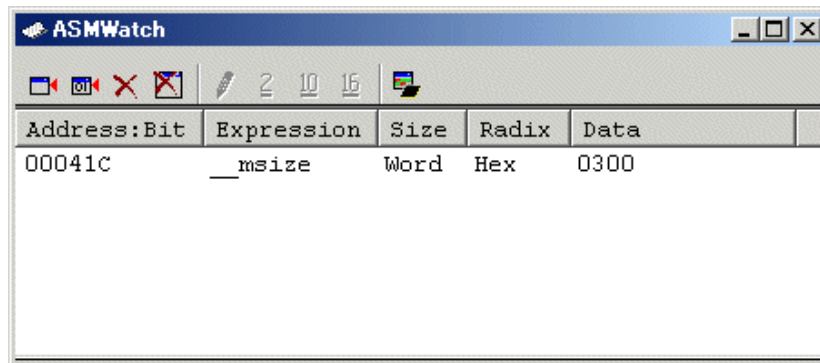 ASMWatch
2 10 16
Address:Bit Expression Size Radix Data
00041C __msize Word Hex 0300